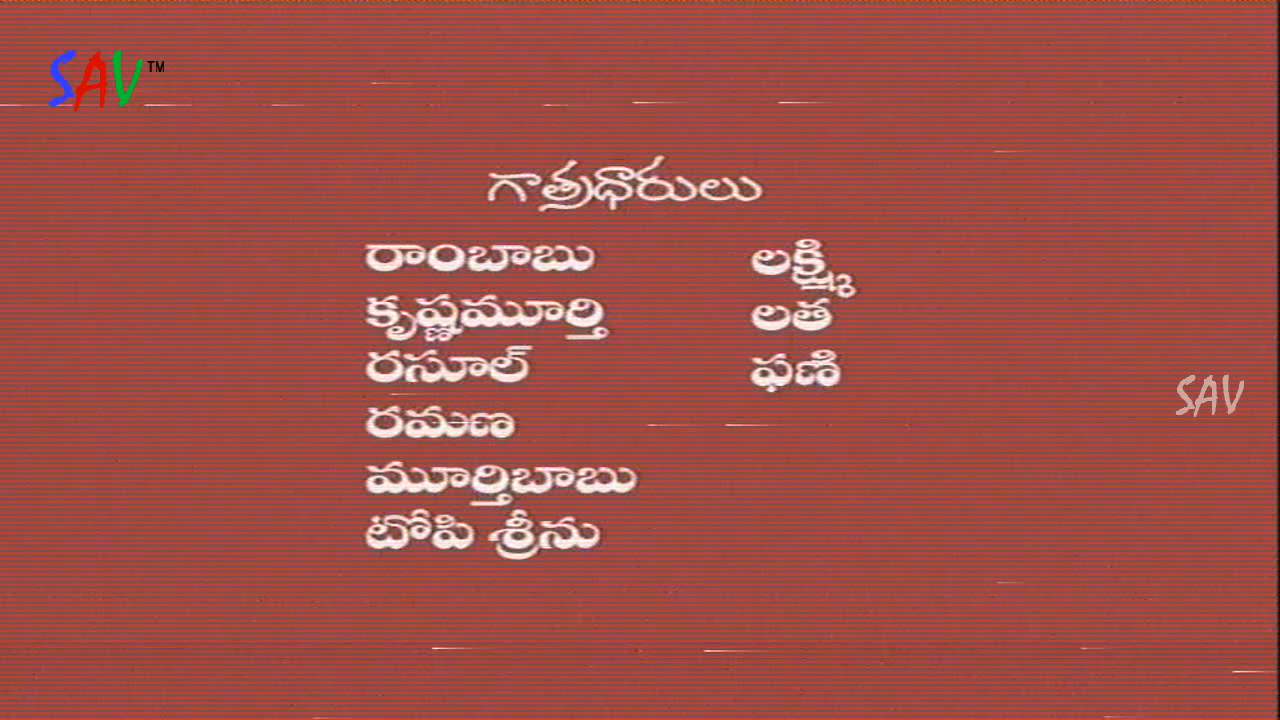 SAV™
గాత్రధారులు
రాంబాబు
కృష్ణమూర్తి
రసూల్
రమణ
మూర్తిబాబు
టోపి శ్రీను
లక్ష్మి
లత
ఫణి
SAV